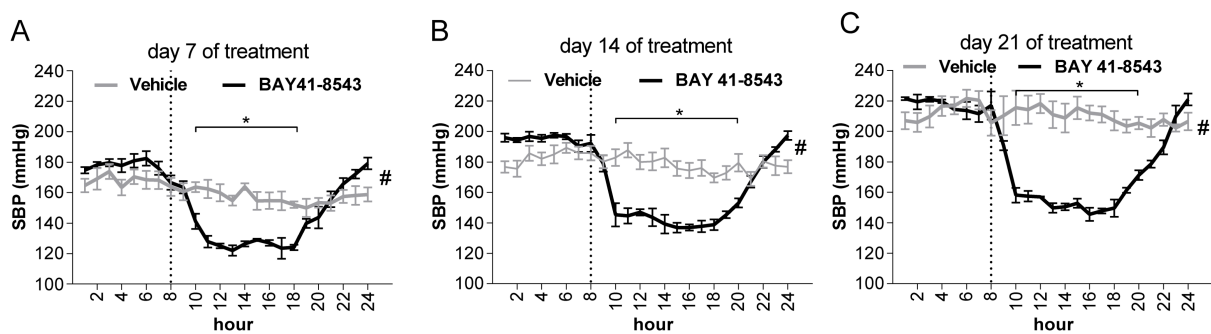 A
day 7 of treatment
Vehicle
BAY41-8543
SBP (mmHg)
240
220
200
180
160
140
120
100
*
#
2 4 6 8 10 12 14 16 18 20 22 24
hour
B
day 14 of treatment
Vehicle
BAY 41-8543
SBP (mmHg)
240
220
200
180
160
140
120
100
*
#
2 4 6 8 10 12 14 16 18 20 22 24
hour
C
day 21 of treatment
Vehicle
BAY 41-8543
SBP (mmHg)
240
220
200
180
160
140
120
100
*
#
2 4 6 8 10 12 14 16 18 20 22 24
hour